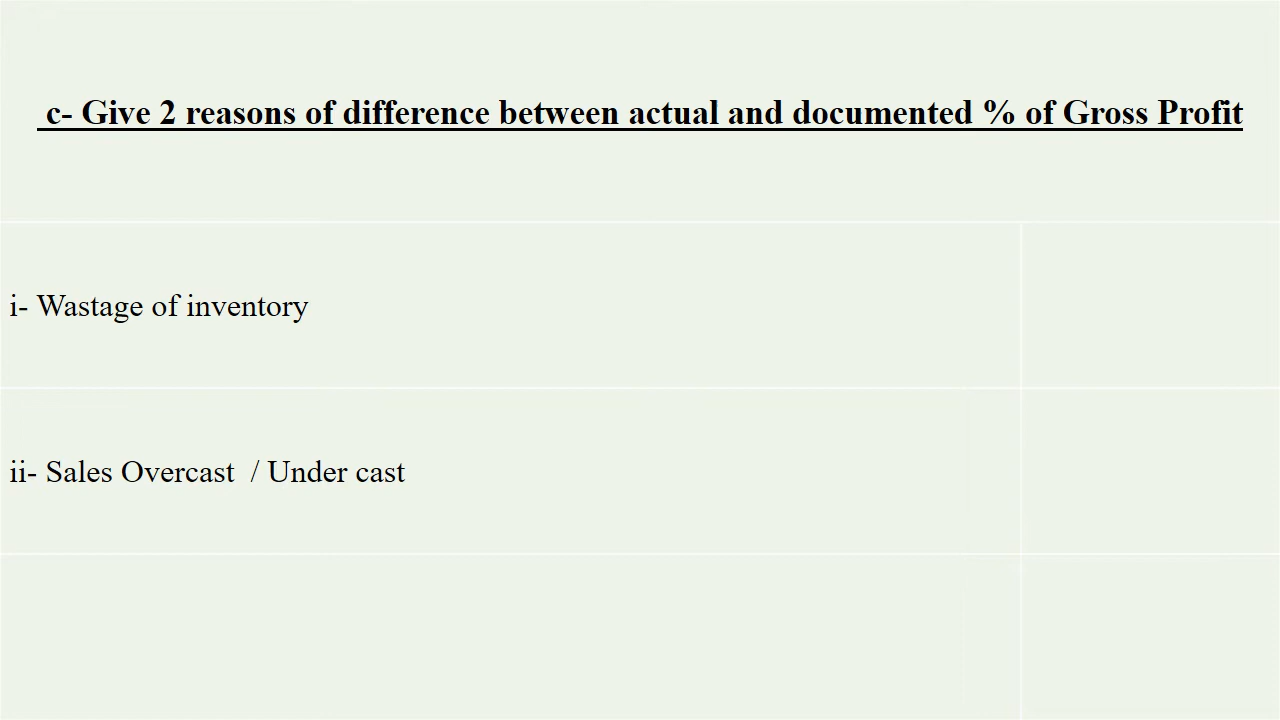 c- Give 2 reasons of difference between actual and documented % of Gross Profit
i- Wastage of inventory
ii- Sales Overcast / Under cast